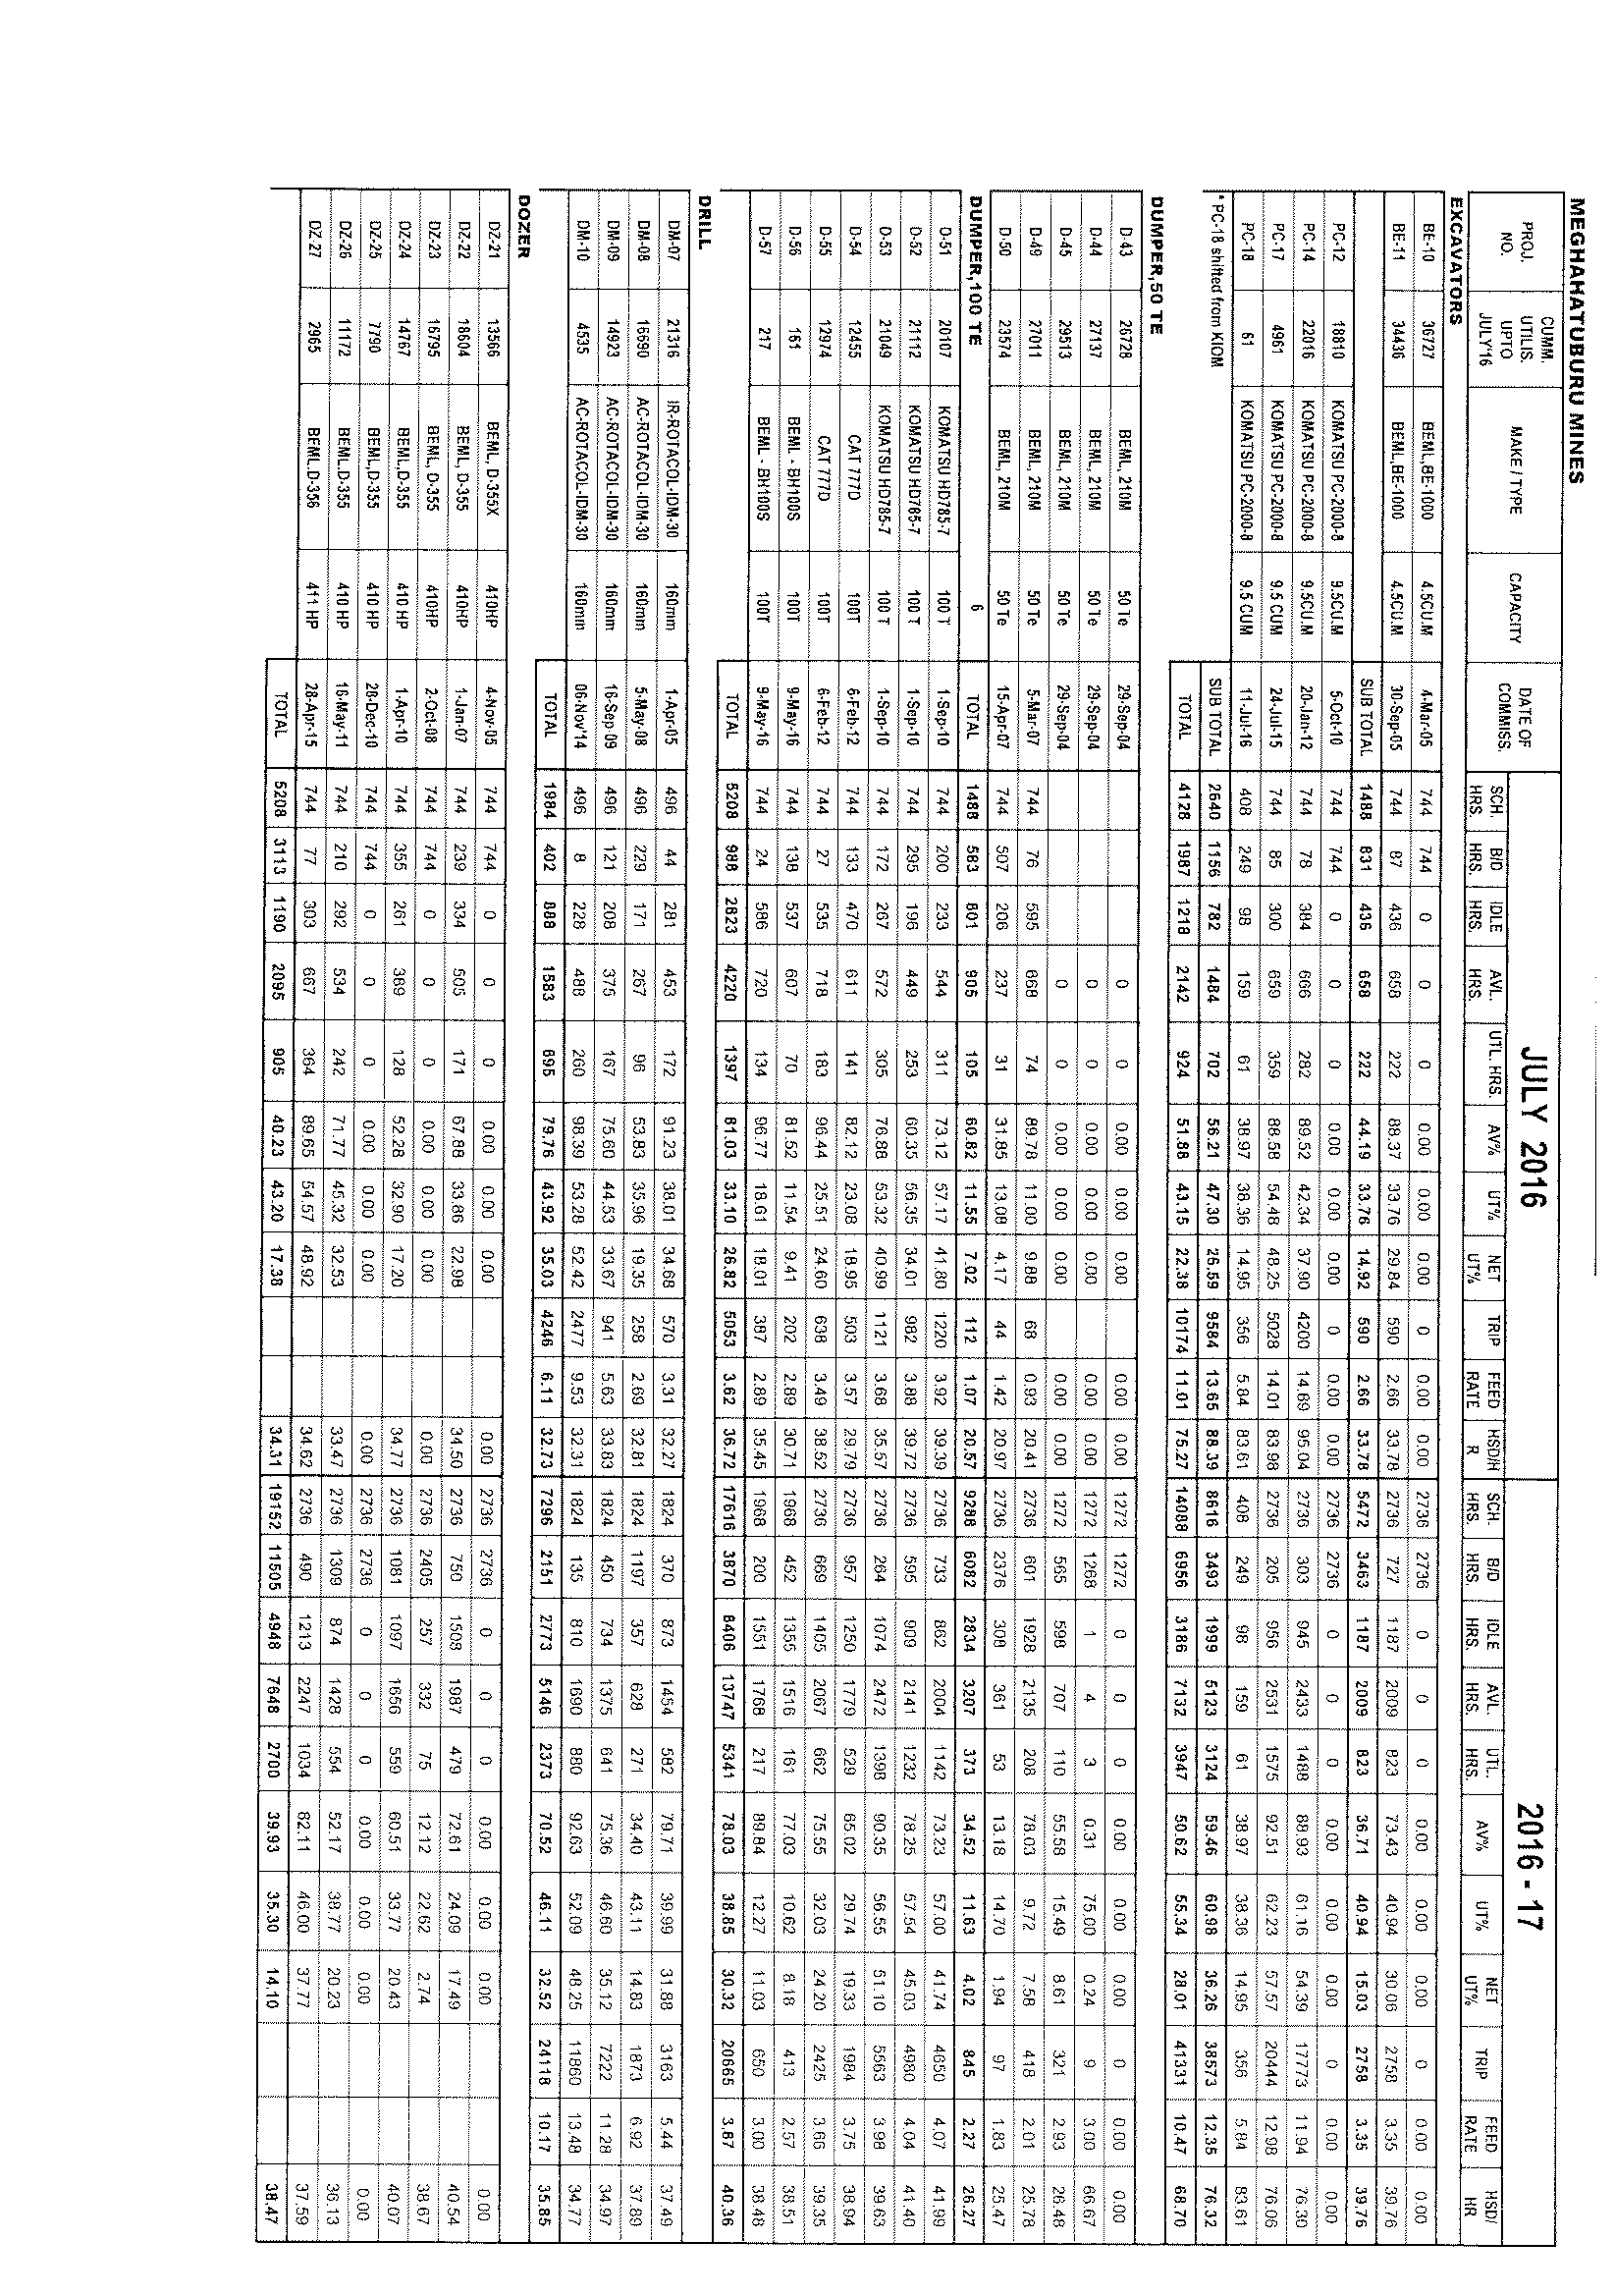 MEGHAHATUBURU MINES
JULY 2016 2016 - 17
PROJ. NO. CUMM. UTILIS. UPTO JULY'16 MAKE / TYPE CAPACITY DATE OF COMMISS. SCH. HRS. B/D HRS. IDLE HRS. AVL. HRS. UTL. HRS. AV% UT% NET UT% TRIP FEED RATE HSD/H R SCH. HRS. B/D HRS. IDLE HRS. AVL. HRS. UTL. HRS. AV% UT% NET UT% TRIP FEED RATE HSD/ HR
EXCAVATORS
BE-10 36727 BEML,BE-1000 4.5CU.M 4-Mar-05 744 744 0 0 0 0.00 0.00 0.00 0 0.00 0.00 2736 2736 0 0 0 0.00 0.00 0.00 0 0.00 0.00
BE-11 34436 BEML,BE-1000 4.5CU.M 30-Sep-05 744 87 436 658 222 88.37 33.76 29.84 590 2.66 33.78 2736 727 1187 2009 823 73.43 40.94 30.06 2758 3.35 39.76
SUB TOTAL 1488 831 436 658 222 44.19 33.76 14.92 590 2.66 33.78 5472 3463 1187 2009 823 36.71 40.94 15.03 2758 3.35 39.76
PC-12 18810 KOMATSU PC-2000-8 9.5CU.M 5-Oct-10 744 744 0 0 0 0.00 0.00 0.00 0 0.00 0.00 2736 2736 0 0 0 0.00 0.00 0.00 0 0.00 0.00
PC-14 22016 KOMATSU PC-2000-8 9.5CU.M 20-Jan-12 744 78 384 666 282 89.52 42.34 37.90 4200 14.89 95.04 2736 303 945 2433 1488 88.93 61.16 54.39 17773 11.94 76.30
PC-17 4961 KOMATSU PC-2000-8 9.5 CUM 24-Jul-15 744 85 300 659 359 88.58 54.48 48.25 5028 14.01 83.98 2736 205 956 2531 1575 92.51 62.23 57.57 20444 12.98 76.06
PC-18 61 KOMATSU PC-2000-8 9.5 CUM 11-Jul-16 408 249 98 159 61 38.97 38.36 14.95 356 5.84 83.61 408 249 98 159 61 38.97 38.36 14.95 356 5.84 83.61
* PC-18 shifted from KIOM SUB TOTAL 2640 1156 782 1484 702 56.21 47.30 26.59 9584 13.65 88.39 8616 3493 1999 5123 3124 59.46 60.98 36.26 38573 12.35 76.32
TOTAL 4128 1987 1218 2142 924 51.88 43.15 22.38 10174 11.01 75.27 14088 6956 3186 7132 3947 50.62 55.34 28.01 41331 10.47 68.70
DUMPER,50 TE
D-43 26728 BEML, 210M 50 Te 29-Sep-04 0 0 0.00 0.00 0.00 0.00 0.00 1272 1272 0 0 0 0.00 0.00 0.00 0 0.00 0.00
D-44 27137 BEML, 210M 50 Te 29-Sep-04 0 0 0.00 0.00 0.00 0.00 0.00 1272 1268 1 4 3 0.31 75.00 0.24 9 3.00 66.67
D-45 29513 BEML, 210M 50 Te 29-Sep-04 0 0 0.00 0.00 0.00 0.00 0.00 1272 565 598 707 110 55.58 15.49 8.61 321 2.93 26.48
D-49 27011 BEML, 210M 50 Te 5-Mar-07 744 76 595 668 74 89.78 11.00 9.88 68 0.93 20.41 2736 601 1928 2135 208 78.03 9.72 7.58 418 2.01 25.78
D-50 23574 BEML, 210M 50 Te 15-Apr-07 744 507 206 237 31 31.85 13.08 4.17 44 1.42 20.97 2736 2376 308 361 53 13.18 14.70 1.94 97 1.83 25.47
DUMPER,100 TE 6 TOTAL 1488 583 801 905 105 60.82 11.55 7.02 112 1.07 20.57 9288 6082 2834 3207 373 34.52 11.63 4.02 845 2.27 26.27
D-51 20107 KOMATSU HD785-7 100 T 1-Sep-10 744 200 233 544 311 73.12 57.17 41.80 1220 3.92 39.39 2736 733 862 2004 1142 73.23 57.00 41.74 4650 4.07 41.99
D-52 21112 KOMATSU HD785-7 100 T 1-Sep-10 744 295 196 449 253 60.35 56.35 34.01 982 3.88 39.72 2736 595 909 2141 1232 78.25 57.54 45.03 4980 4.04 41.40
D-53 21049 KOMATSU HD785-7 100 T 1-Sep-10 744 172 267 572 305 76.88 53.32 40.99 1121 3.68 35.57 2736 264 1074 2472 1398 90.35 56.55 51.10 5563 3.98 39.63
D-54 12455 CAT 777D 100T 6-Feb-12 744 133 470 611 141 82.12 23.08 18.95 503 3.57 29.79 2736 957 1250 1779 529 65.02 29.74 19.33 1984 3.75 38.94
D-55 12974 CAT 777D 100T 6-Feb-12 744 27 535 718 183 96.44 25.51 24.60 638 3.49 38.52 2736 669 1405 2067 662 75.55 32.03 24.20 2425 3.66 39.35
D-56 161 BEML - BH100S 100T 9-May-16 744 138 537 607 70 81.52 11.54 9.41 202 2.89 30.71 1968 452 1355 1516 161 77.03 10.62 8.18 413 2.57 38.51
D-57 217 BEML - BH100S 100T 9-May-16 744 24 586 720 134 96.77 18.61 18.01 387 2.89 35.45 1968 200 1551 1768 217 89.84 12.27 11.03 650 3.00 38.48
TOTAL 5208 988 2823 4220 1397 81.03 33.10 26.82 5053 3.62 36.72 17616 3870 8406 13747 5341 78.03 38.85 30.32 20665 3.87 40.36
DRILL
DM-07 21316 IR-ROTACOL-IDM-30 160mm 1-Apr-05 496 44 281 453 172 91.23 38.01 34.68 570 3.31 32.27 1824 370 873 1454 582 79.71 39.99 31.88 3163 5.44 37.49
DM-08 16690 AC-ROTACOL-IDM-30 160mm 5-May-08 496 229 171 267 96 53.83 35.96 19.35 258 2.69 32.81 1824 1197 357 628 271 34.40 43.11 14.83 1873 6.92 37.89
DM-09 14923 AC-ROTACOL-IDM-30 160mm 16-Sep-09 496 121 208 375 167 75.60 44.53 33.67 941 5.63 33.83 1824 450 734 1375 641 75.36 46.60 35.12 7222 11.28 34.97
DM-10 4535 AC-ROTACOL-IDM-30 160mm 06-Nov'14 496 8 228 488 260 98.39 53.28 52.42 2477 9.53 32.31 1824 135 810 1690 880 92.63 52.09 48.25 11860 13.48 34.77
TOTAL 1984 402 888 1583 695 79.76 43.92 35.03 4246 6.11 32.73 7296 2151 2773 5146 2373 70.52 46.11 32.52 24118 10.17 35.85
DOZER
DZ-21 13566 BEML, D-355X 410HP 4-Nov-05 744 744 0 0 0 0.00 0.00 0.00 0.00 2736 2736 0 0 0 0.00 0.00 0.00 0.00
DZ-22 18604 BEML, D-355 410HP 1-Jan-07 744 239 334 505 171 67.88 33.86 22.98 34.50 2736 750 1508 1987 479 72.61 24.09 17.49 40.54
DZ-23 16795 BEML, D-355 410HP 2-Oct-08 744 744 0 0 0 0.00 0.00 0.00 0.00 2736 2405 257 332 75 12.12 22.62 2.74 38.67
DZ-24 14767 BEML,D-355 410 HP 1-Apr-10 744 355 261 389 128 52.28 32.90 17.20 34.77 2736 1081 1097 1656 559 60.51 33.77 20.43 40.07
DZ-25 7790 BEML,D-355 410 HP 28-Dec-10 744 744 0 0 0 0.00 0.00 0.00 0.00 2736 2736 0 0 0 0.00 0.00 0.00 0.00
DZ-26 11172 BEML,D-355 410 HP 16-May-11 744 210 292 534 242 71.77 45.32 32.53 33.47 2736 1309 874 1428 554 52.17 38.77 20.23 36.13
DZ-27 2965 BEML,D-356 411 HP 28-Apr-15 744 77 303 667 364 89.65 54.57 48.92 34.62 2736 490 1213 2247 1034 82.11 46.00 37.77 37.59
TOTAL 5208 3113 1190 2095 905 40.23 43.20 17.38 34.31 19152 11505 4948 7648 2700 39.93 35.30 14.10 38.47